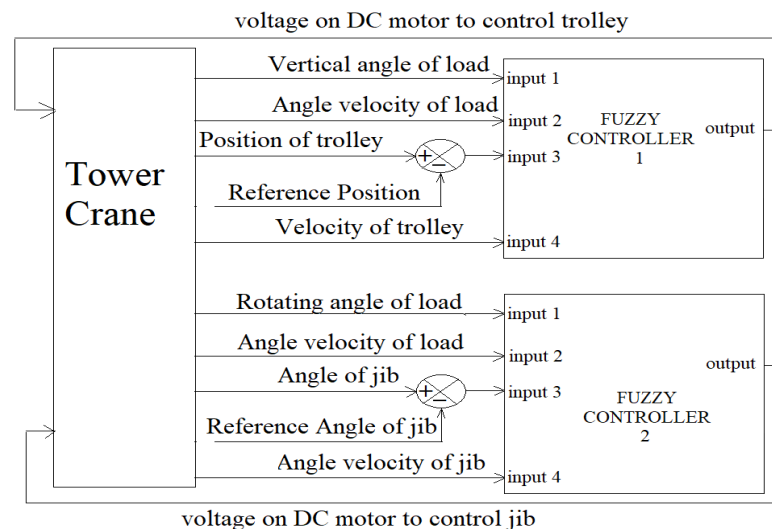 voltage on DC motor to control trolley
Vertical angle of load
input 1
Angle velocity of load
input 2
FUZZY
CONTROLLER
1
output
Position of trolley
+
−
input 3
Tower
Crane
Reference Position
Velocity of trolley
input 4
Rotating angle of load
input 1
Angle velocity of load
input 2
output
Angle of jib
+
−
input 3
FUZZY
CONTROLLER
2
Reference Angle of jib
Angle velocity of jib
input 4
voltage on DC motor to control jib